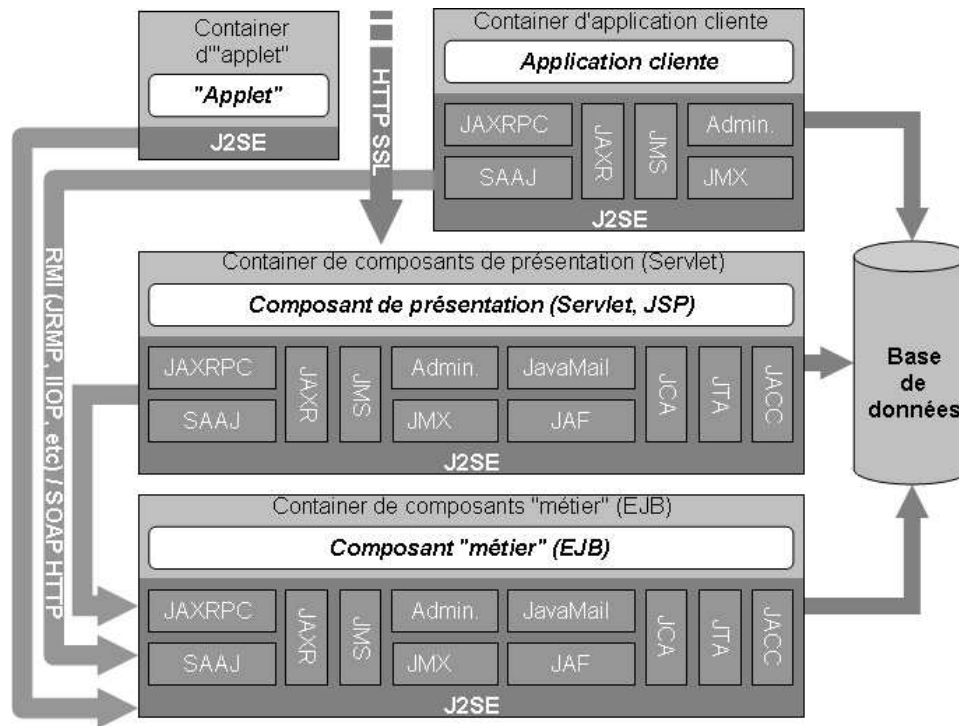 Container
d'"applet"
"Applet"
J2SE
HTTP SSL
Container d'application cliente
Application cliente
JAXRPC
SAAJ
JAXR
JMS
Admin.
JMX
J2SE
RMI (JRMP, IIOP, etc) / SOAP HTTP
Container de composants de présentation (Servlet)
Composant de présentation (Servlet, JSP)
JAXRPC
SAAJ
JAXR
JMS
Admin.
JMX
JavaMail
JAF
JCA
JTA
JACC
J2SE
Base
de
données
Container de composants "métier" (EJB)
Composant "métier" (EJB)
JAXRPC
SAAJ
JAXR
JMS
Admin.
JMX
JavaMail
JAF
JCA
JTA
JACC
J2SE